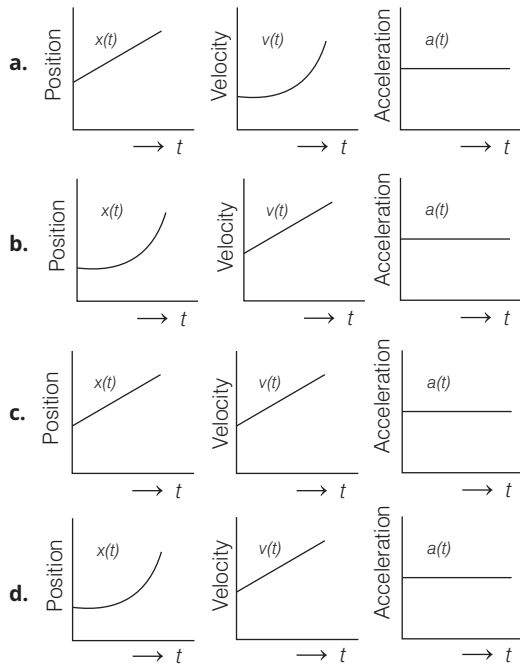 a.
Position
x(t)
t
Velocity
v(t)
t
Acceleration
a(t)
t
b.
Position
x(t)
t
Velocity
v(t)
t
Acceleration
a(t)
t
c.
Position
x(t)
t
Velocity
v(t)
t
Acceleration
a(t)
t
d.
Position
x(t)
t
Velocity
v(t)
t
Acceleration
a(t)
t